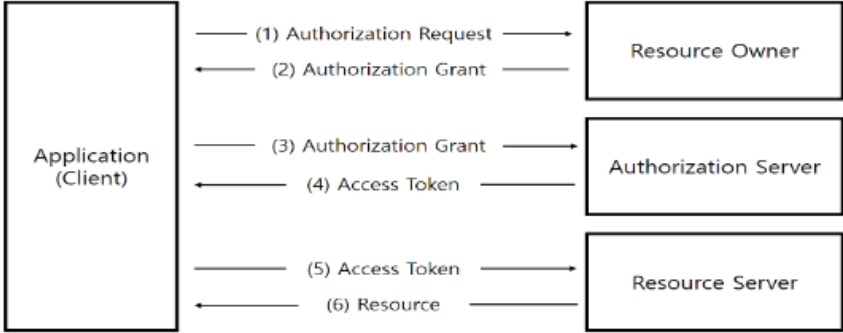 (1) Authorization Request
Resource Owner
(2) Authorization Grant
Application
(Client)
(3) Authorization Grant
Authorization Server
(4) Access Token
(5) Access Token
Resource Server
(6) Resource